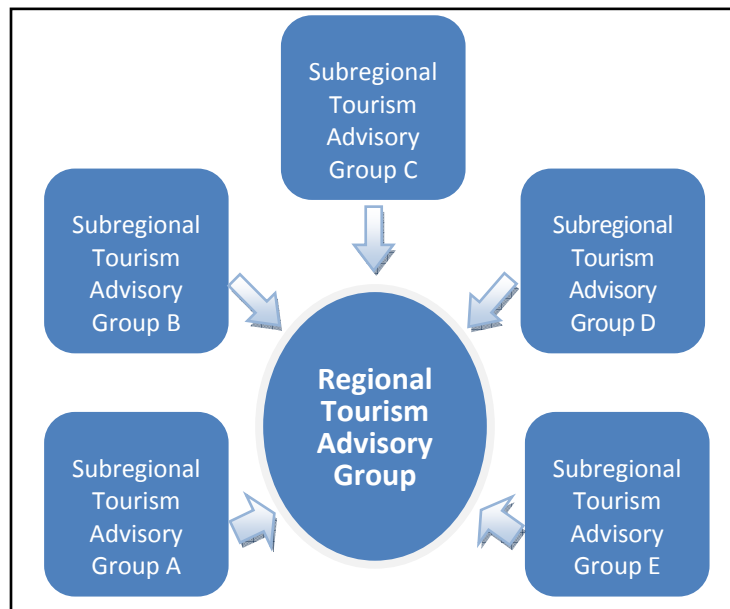 Subregional
Tourism
Advisory
Group C
Subregional
Tourism
Advisory
Group B
Subregional
Tourism
Advisory
Group D
Regional
Tourism
Advisory
Group
Subregional
Tourism
Advisory
Group A
Subregional
Tourism
Advisory
Group E